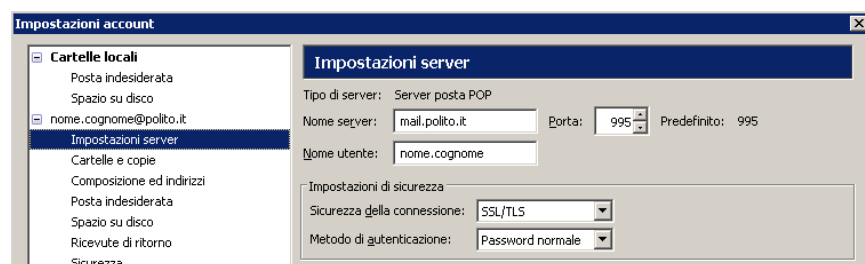 Impostazioni account
Cartelle locali
Posta indesiderata
Spazio su disco
nome.cognome@polito.it
Impostazioni server
Cartelle e copie
Composizione ed indirizzi
Posta indesiderata
Spazio su disco
Ricevute di ritorno
Sicurezza
Impostazioni server
Tipo di server: Server posta POP
Nome server: mail.polito.it Porta: 995 Predefinito: 995
Nome utente: nome.cognome
Impostazioni di sicurezza
Sicurezza della connessione: SSL/TLS
Metodo di autenticazione: Password normale